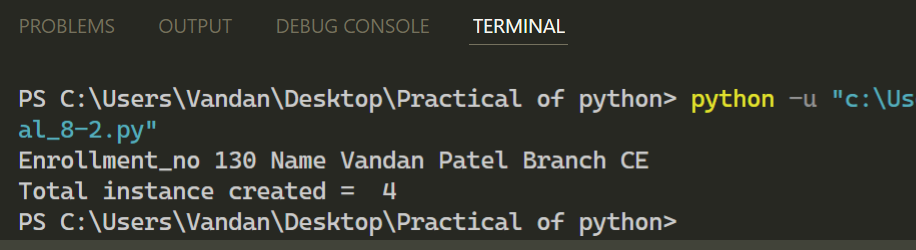 PROBLEMS OUTPUT DEBUG CONSOLE TERMINAL
PS C:\Users\Vandan\Desktop\Practical of python> python -u "c:\Us
al_8-2.py"
Enrollment_no 130 Name Vandan Patel Branch CE
Total instance created =  4
PS C:\Users\Vandan\Desktop\Practical of python>